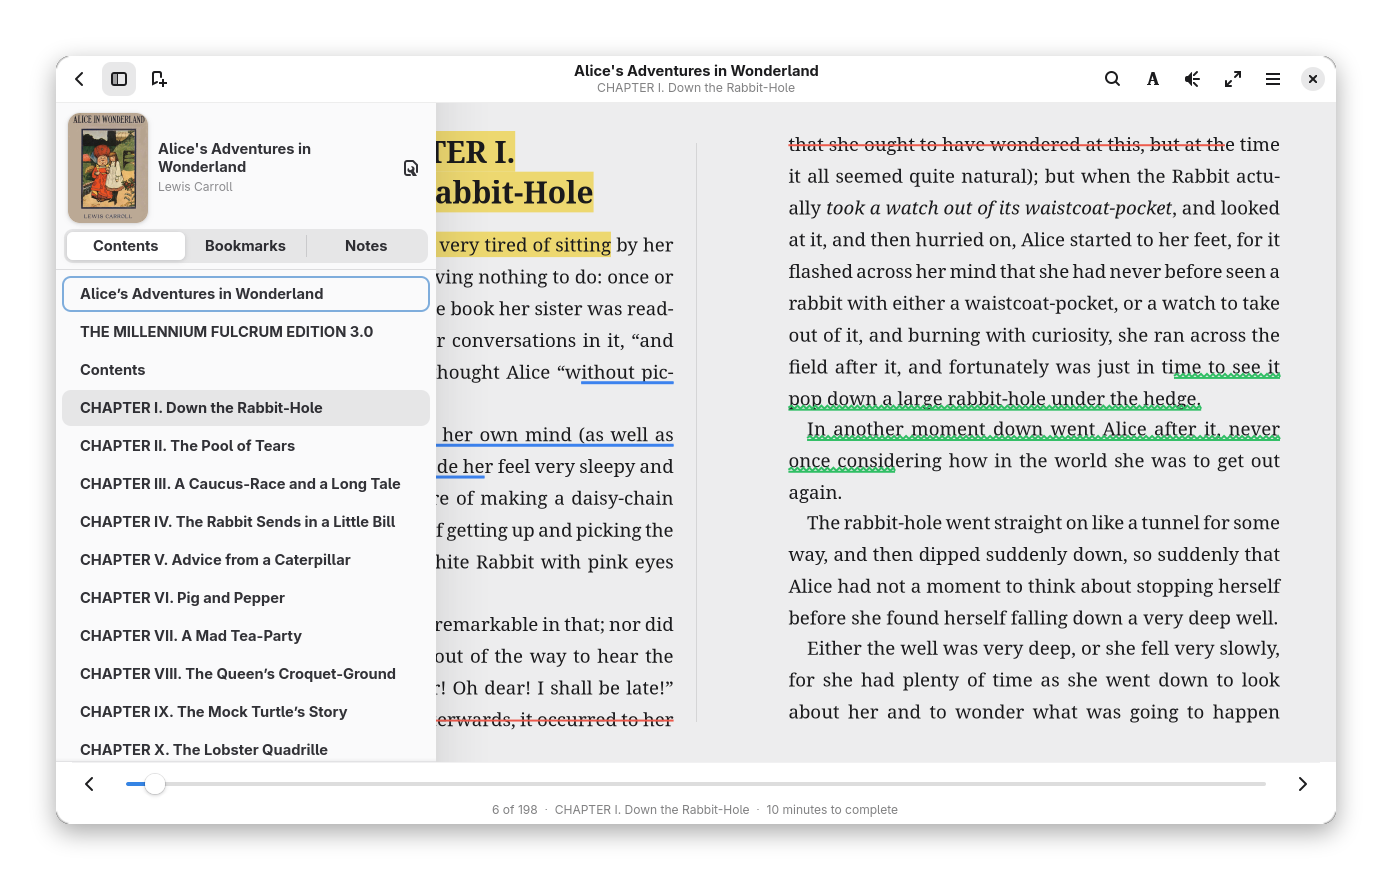 Alice's Adventures in Wonderland
CHAPTER I. Down the Rabbit-Hole
ALICE IN WONDERLAND
LEWIS CARROLL
Alice's Adventures in
Wonderland
Lewis Carroll
Contents
Bookmarks
Notes
Alice’s Adventures in Wonderland
THE MILLENNIUM FULCRUM EDITION 3.0
Contents
CHAPTER I. Down the Rabbit-Hole
CHAPTER II. The Pool of Tears
CHAPTER III. A Caucus-Race and a Long Tale
CHAPTER IV. The Rabbit Sends in a Little Bill
CHAPTER V. Advice from a Caterpillar
CHAPTER VI. Pig and Pepper
CHAPTER VII. A Mad Tea-Party
CHAPTER VIII. The Queen’s Croquet-Ground
CHAPTER IX. The Mock Turtle’s Story
CHAPTER X. The Lobster Quadrille
TER I.
abbit-Hole
very tired of sitting by her
ving nothing to do: once or
e book her sister was read-
r conversations in it, “and
hought Alice “without pic-
her own mind (as well as
de her feel very sleepy and
re of making a daisy-chain
f getting up and picking the
hite Rabbit with pink eyes
remarkable in that; nor did
out of the way to hear the
r! Oh dear! I shall be late!”
erwards, it occurred to her
that she ought to have wondered at this, but at the time
it all seemed quite natural); but when the Rabbit actu-
ally took a watch out of its waistcoat-pocket, and looked
at it, and then hurried on, Alice started to her feet, for it
flashed across her mind that she had never before seen a
rabbit with either a waistcoat-pocket, or a watch to take
out of it, and burning with curiosity, she ran across the
field after it, and fortunately was just in time to see it
pop down a large rabbit-hole under the hedge.
In another moment down went Alice after it, never
once considering how in the world she was to get out
again.
The rabbit-hole went straight on like a tunnel for some
way, and then dipped suddenly down, so suddenly that
Alice had not a moment to think about stopping herself
before she found herself falling down a very deep well.
Either the well was very deep, or she fell very slowly,
for she had plenty of time as she went down to look
about her and to wonder what was going to happen
6 of 198 · CHAPTER I. Down the Rabbit-Hole · 10 minutes to complete